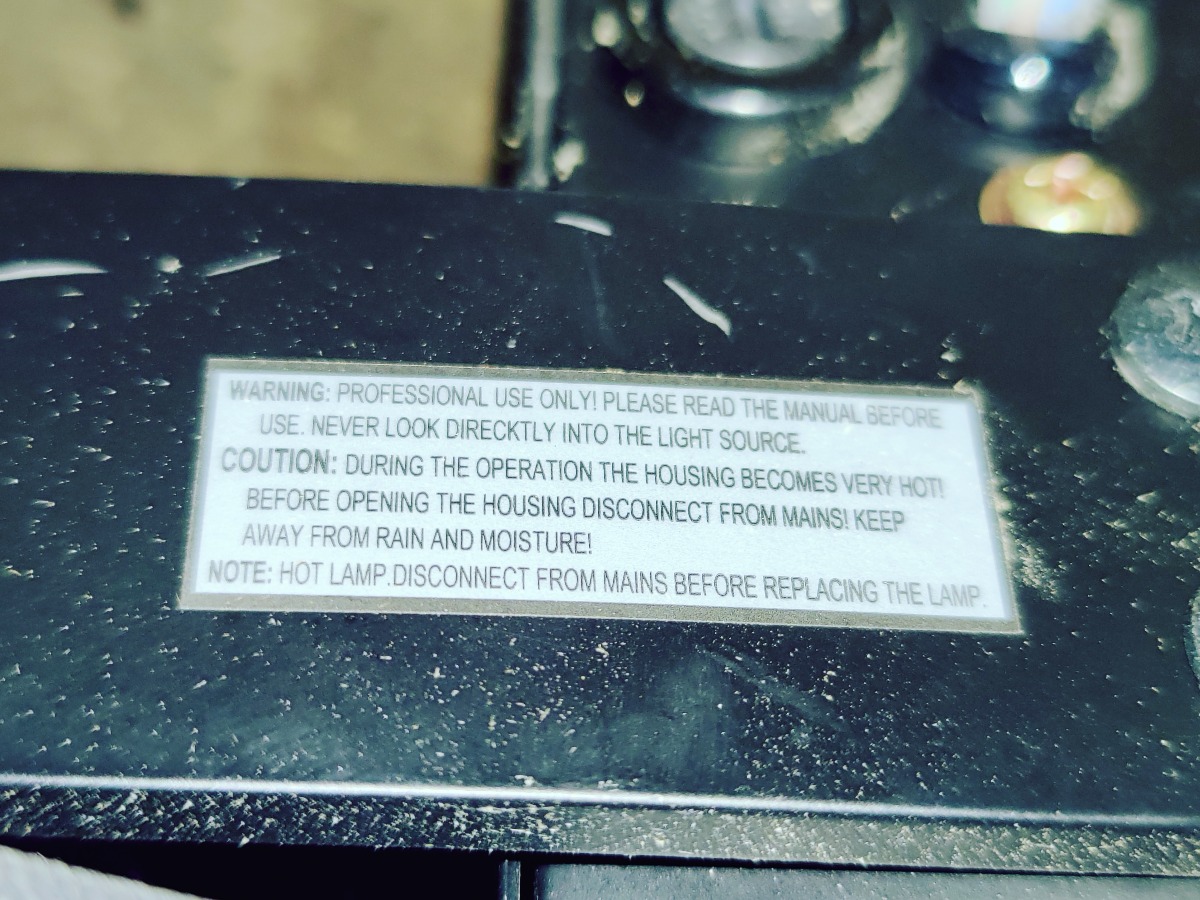 WARNING: PROFESSIONAL USE ONLY! PLEASE READ THE MANUAL BEFORE
USE. NEVER LOOK DIRECKTLY INTO THE LIGHT SOURCE.
COUTION: DURING THE OPERATION THE HOUSING BECOMES VERY HOT!
BEFORE OPENING THE HOUSING DISCONNECT FROM MAINS! KEEP
AWAY FROM RAIN AND MOISTURE!
NOTE: HOT LAMP.DISCONNECT FROM MAINS BEFORE REPLACING THE LAMP.